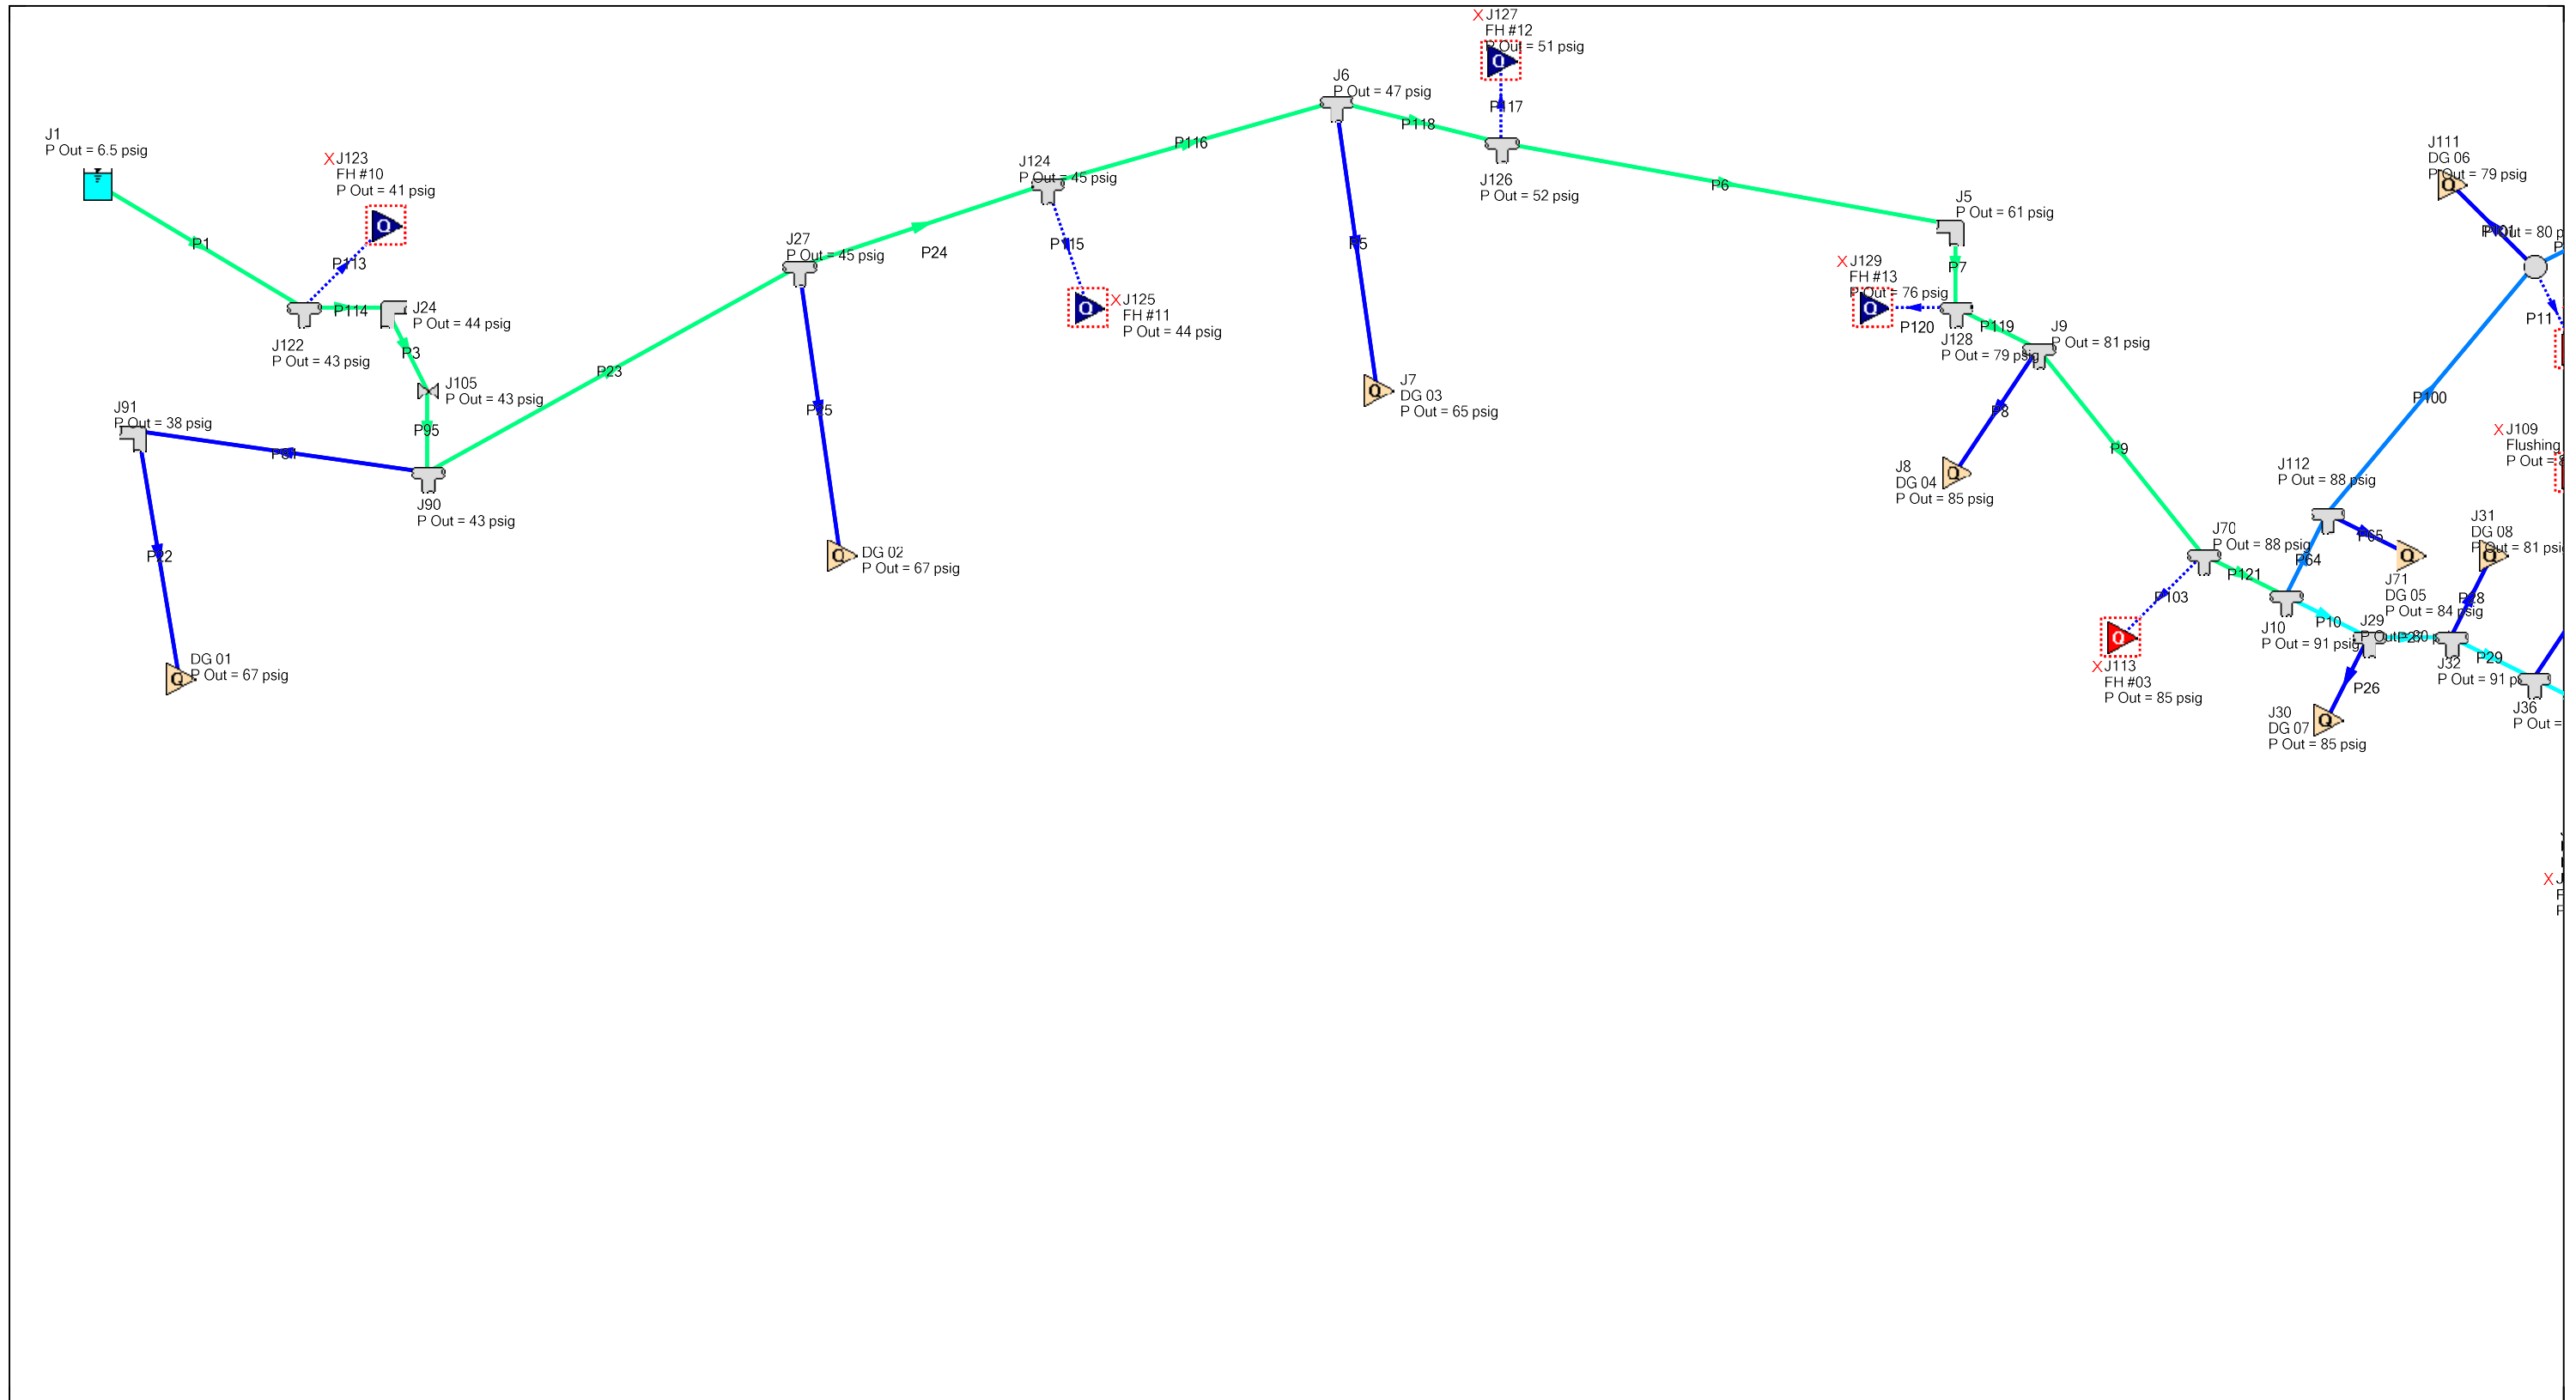 J1
P Out = 6.5 psig
X J123
FH #10
P Out = 41 psig
P1
P113
P114
J24
P Out = 44 psig
J122
P Out = 43 psig
P3
J105
P Out = 43 psig
P95
J91
P Out = 38 psig
J90
P Out = 43 psig
P22
DG 01
P Out = 67 psig
P23
J27
P Out = 45 psig
P24
P25
DG 02
P Out = 67 psig
J124
P Out = 45 psig
P115
X J125
FH #11
P Out = 44 psig
P116
J6
P Out = 47 psig
P5
J7
DG 03
P Out = 65 psig
P118
X J127
FH #12
P Out = 51 psig
P117
J126
P Out = 52 psig
P6
J5
P Out = 61 psig
P7
X J129
FH #13
P Out = 76 psig
P120
P119
J128
P Out = 79 psig
J9
P Out = 81 psig
P8
J8
DG 04
P Out = 85 psig
P9
J70
P Out = 88 psig
P121
P103
X J113
FH #03
P Out = 85 psig
J10
P Out = 91 psig
P64
J112
P Out = 88 psig
P65
J71
DG 05
P Out = 84 psig
P100
J111
DG 06
P Out = 79 psig
P11
X J109
Flushing
P Out =
J31
DG 08
P Out = 81 psi
P28
P10
J29
P26
J30
DG 07
P Out = 85 psig
J32
P Out = 91 p
P29
J36
P Out =
X J